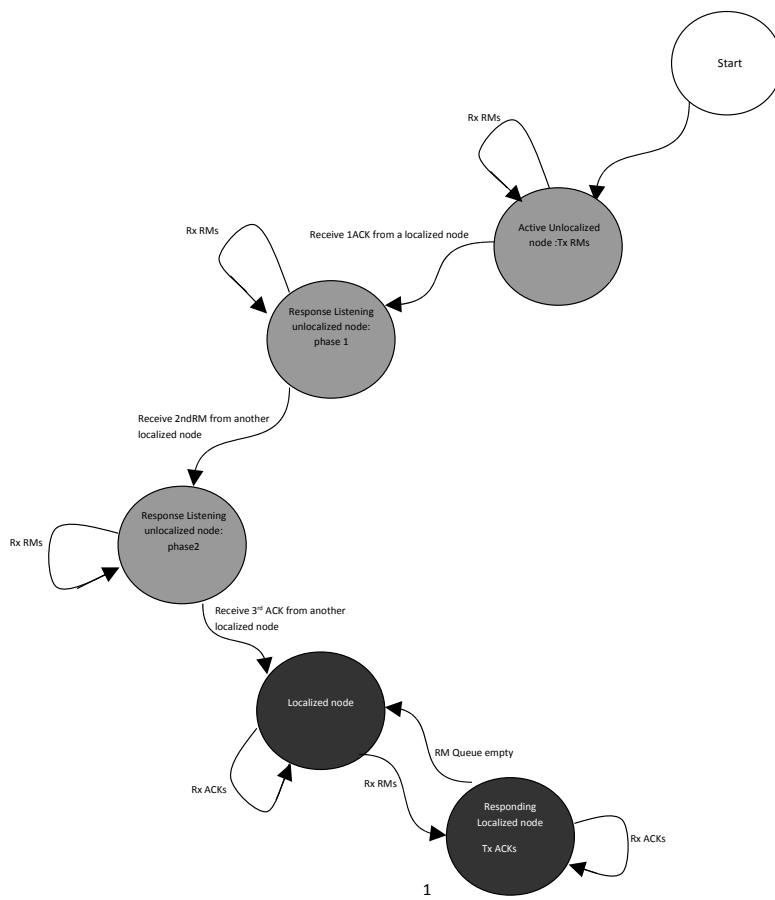 Start
Rx RMs
Active Unlocalized
node :Tx RMs
Receive 1ACK from a localized node
Rx RMs
Response Listening
unlocalized node:
phase 1
Receive 2ndRM from another
localized node
Response Listening
unlocalized node:
phase2
Rx RMs
Receive 3rd ACK from another
localized node
Localized node
RM Queue empty
Rx ACKs
Rx RMs
Responding
Localized node
Tx ACKs
Rx ACKs
1